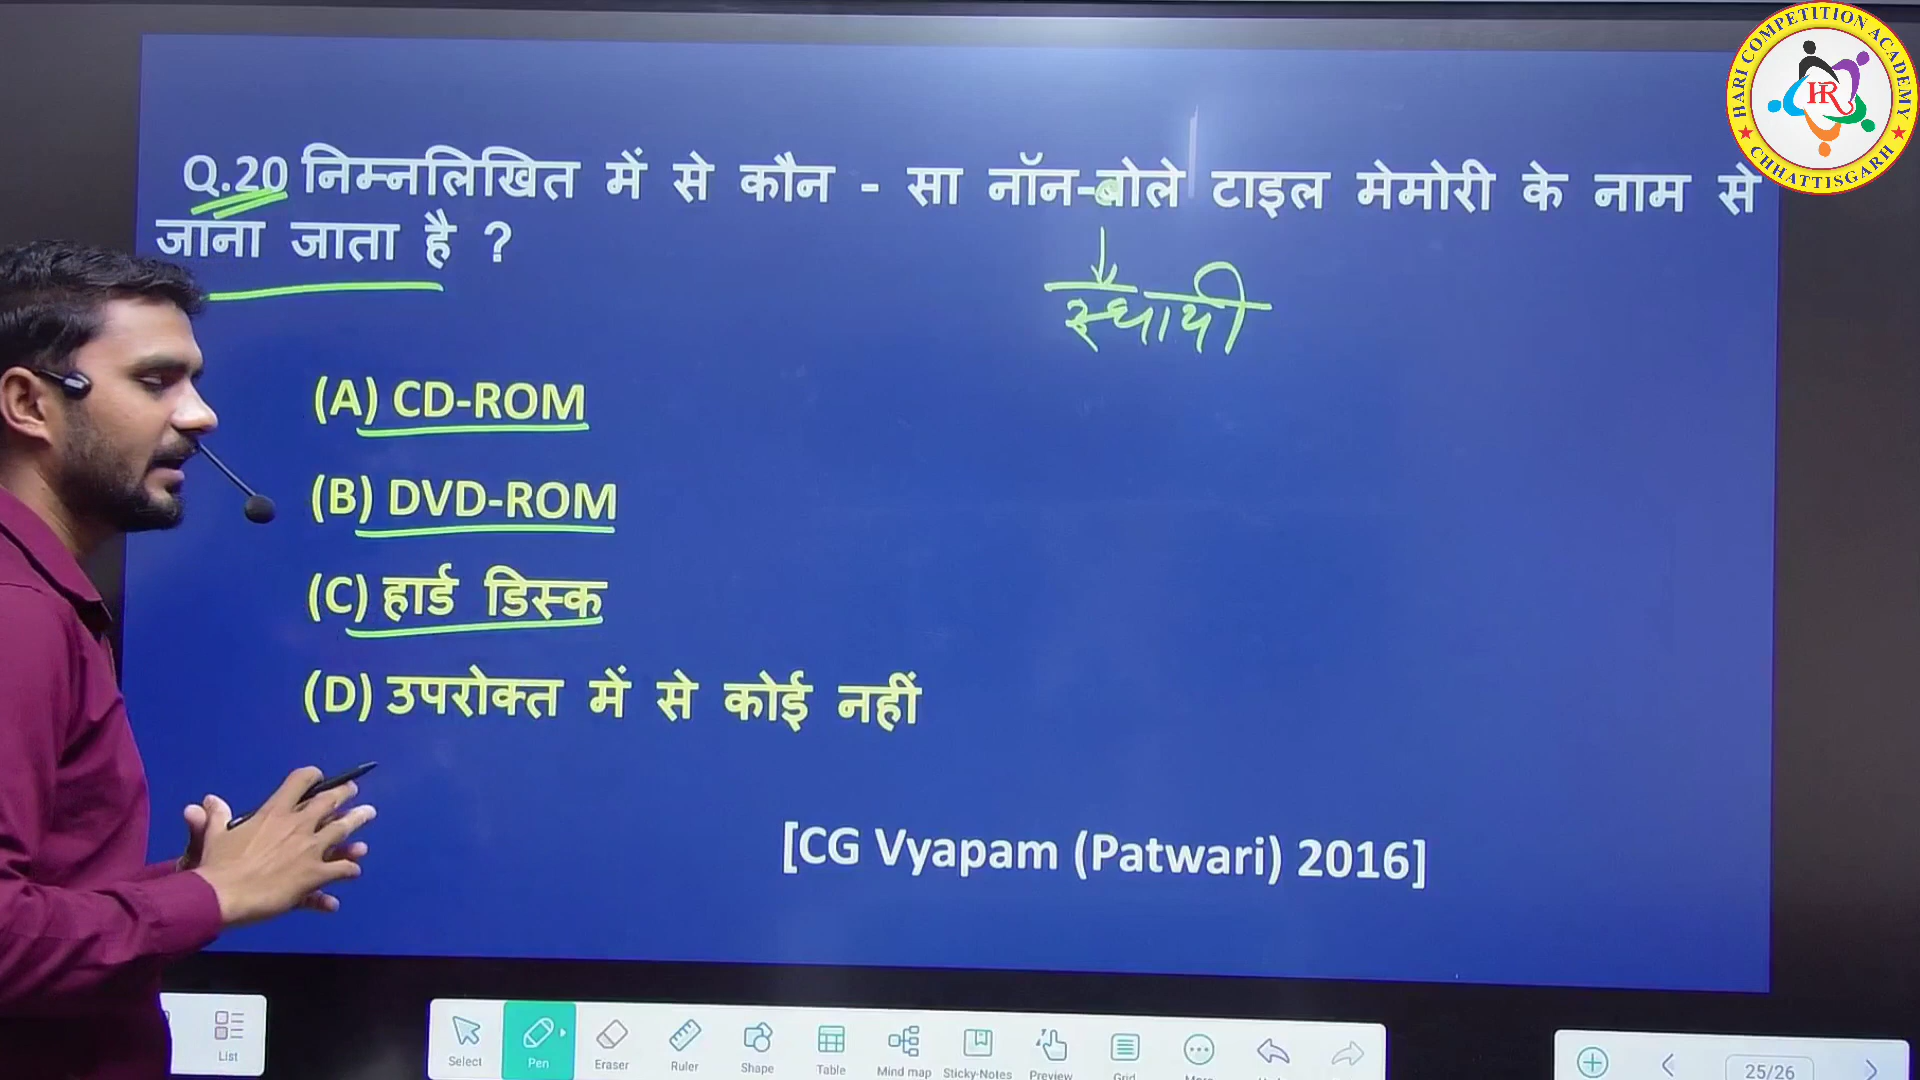 HARI COMPETITION ACADEMY
HR
★ CHHATTISGARH ★
Q.20 निम्नलिखित में से कौन - सा नॉन-बोले टाइल मेमोरी के नाम से
जाना जाता है ?
स्थायी
(A) CD-ROM
(B) DVD-ROM
(C) हार्ड डिस्क
(D) उपरोक्त में से कोई नहीं
[CG Vyapam (Patwari) 2016]
List
Select Pen Eraser Ruler Shape Table Mind map Sticky-Notes Preview Grid
25/26